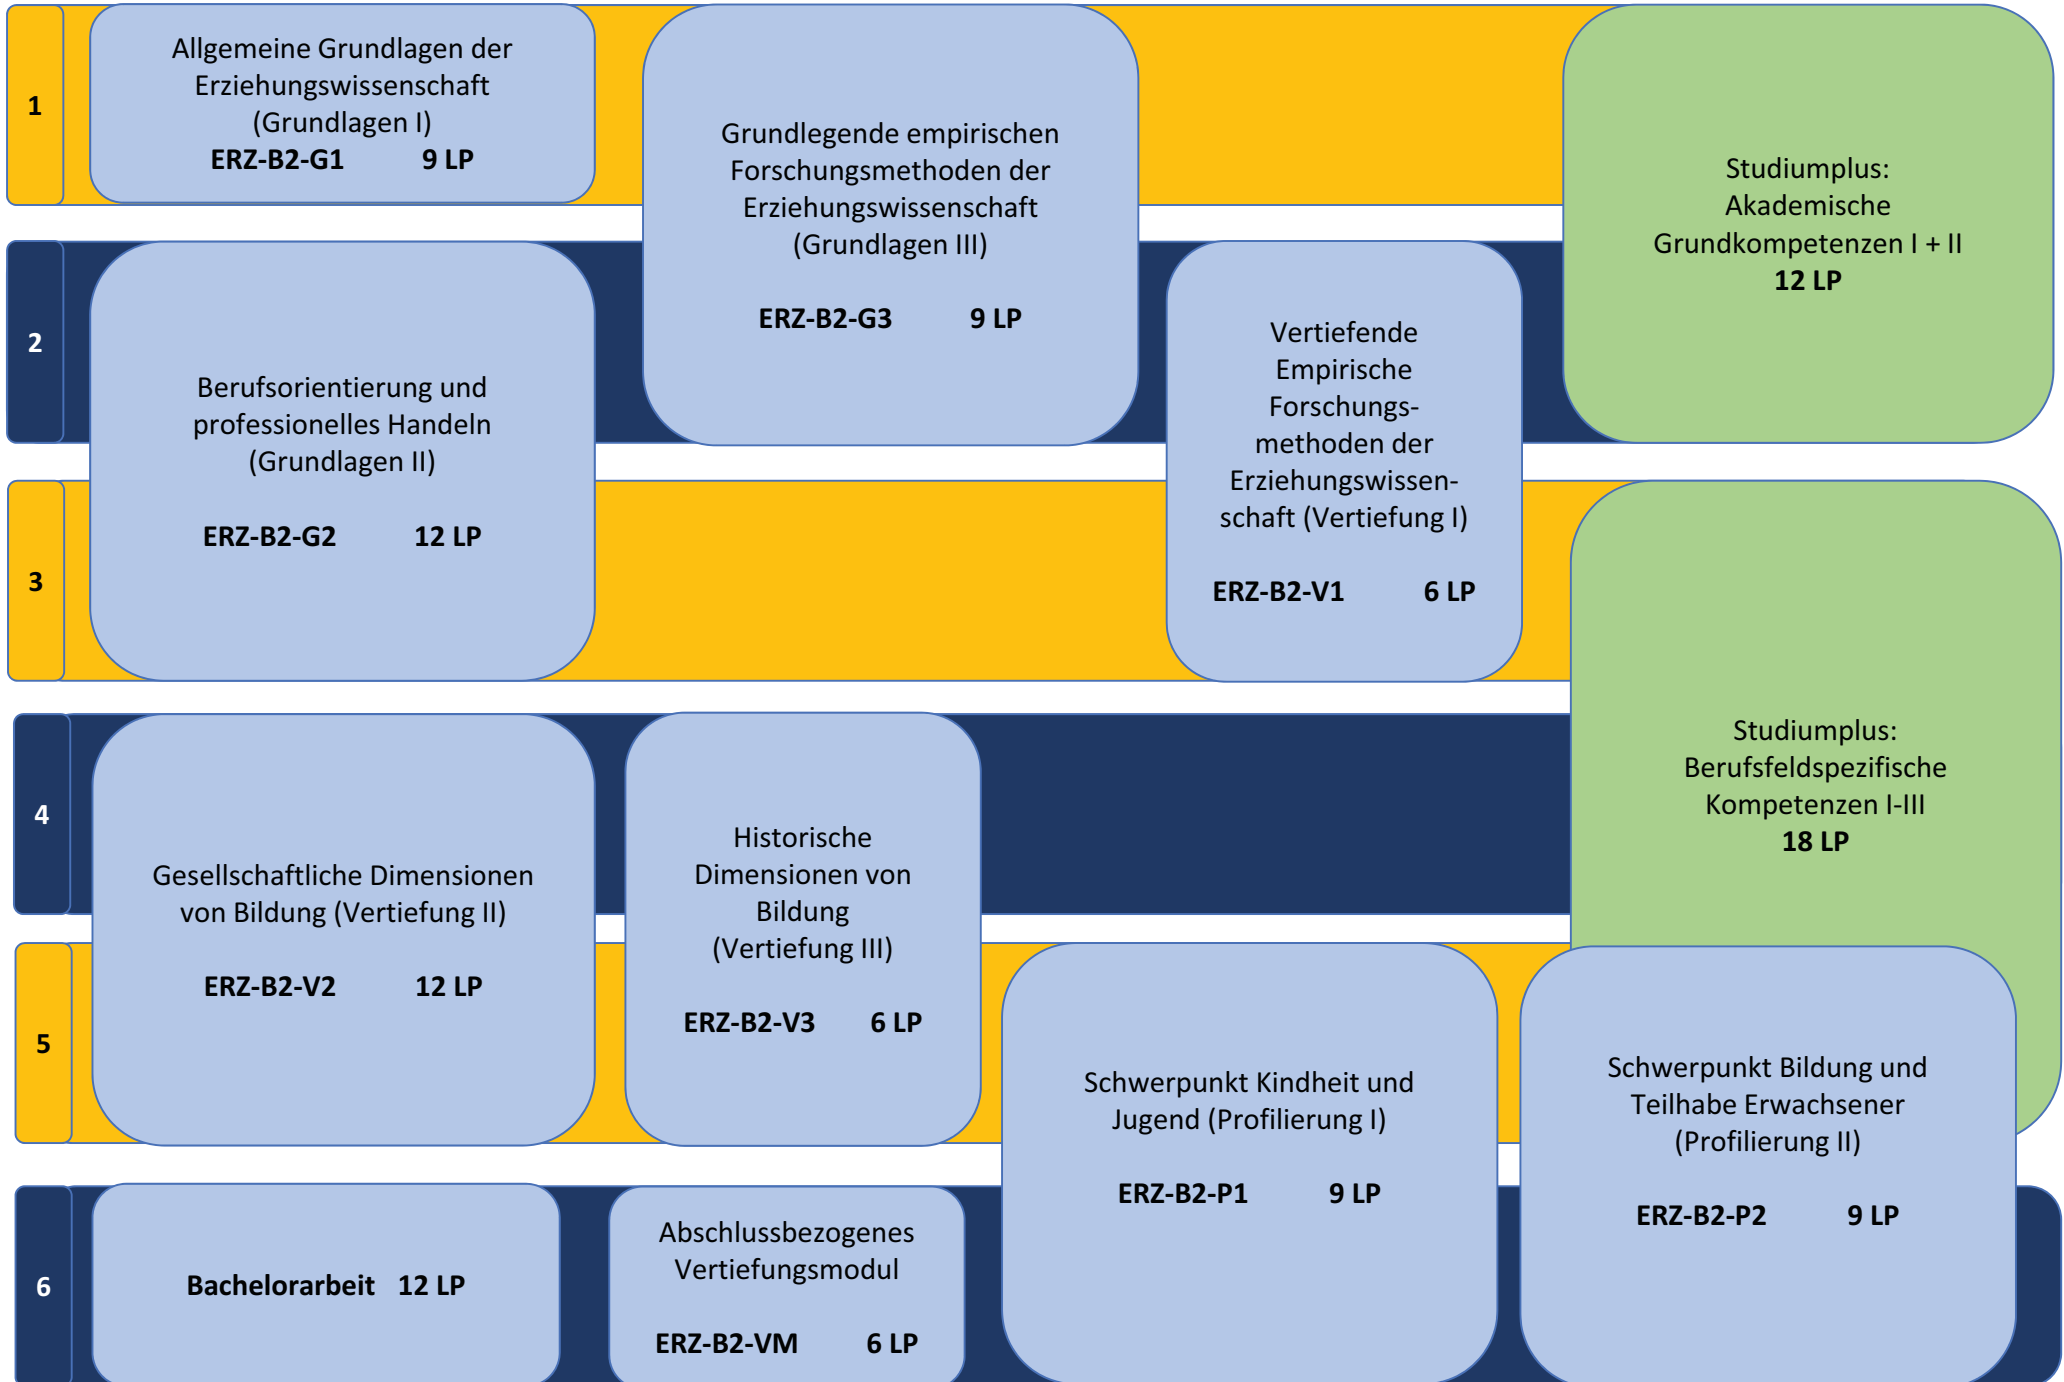 1
Allgemeine Grundlagen der
Erziehungswissenschaft
(Grundlagen I)
ERZ-B2-G1 9 LP
Grundlegende empirischen
Forschungsmethoden der
Erziehungswissenschaft
(Grundlagen III)
ERZ-B2-G3 9 LP
Studiumplus:
Akademische
Grundkompetenzen I + II
12 LP
2
Berufsorientierung und
professionelles Handeln
(Grundlagen II)
ERZ-B2-G2 12 LP
Vertiefende
Empirische
Forschungs-
methoden der
Erziehungswissen-
schaft (Vertiefung I)
ERZ-B2-V1 6 LP
3
Studiumplus:
Berufsfeldspezifische
Kompetenzen I-III
18 LP
4
Gesellschaftliche Dimensionen
von Bildung (Vertiefung II)
ERZ-B2-V2 12 LP
Historische
Dimensionen von
Bildung
(Vertiefung III)
ERZ-B2-V3 6 LP
5
Schwerpunkt Kindheit und
Jugend (Profilierung I)
ERZ-B2-P1 9 LP
Schwerpunkt Bildung und
Teilhabe Erwachsener
(Profilierung II)
ERZ-B2-P2 9 LP
6
Bachelorarbeit 12 LP
Abschlussbezogenes
Vertiefungsmodul
ERZ-B2-VM 6 LP